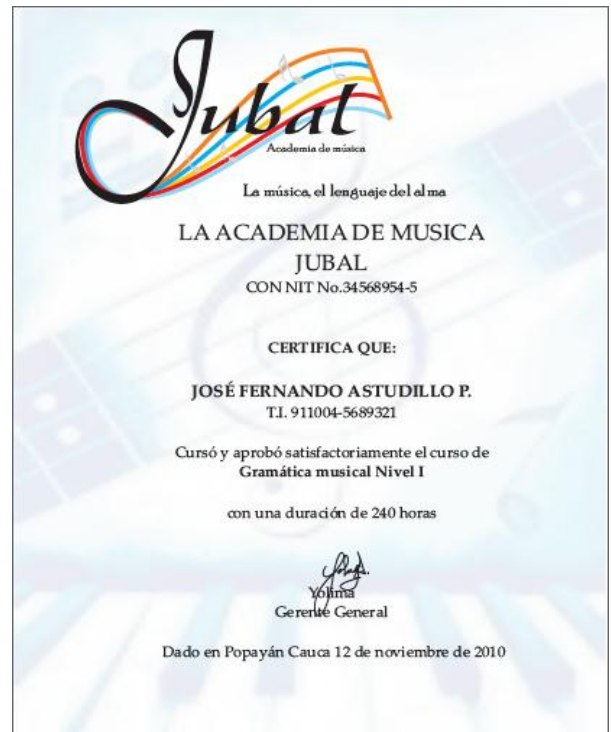 Jubal
Academia de música
La música, el lenguaje del alma
LA ACADEMIA DE MUSICA
JUBAL
CON NIT No.34568954-5
CERTIFICA QUE:
JOSÉ FERNANDO ASTUDILLO P.
T.I. 911004-5689321
Cursó y aprobó satisfactoriamente el curso de
Gramática musical Nivel I
con una duración de 240 horas
Yolima
Gerente General
Dado en Popayán Cauca 12 de noviembre de 2010